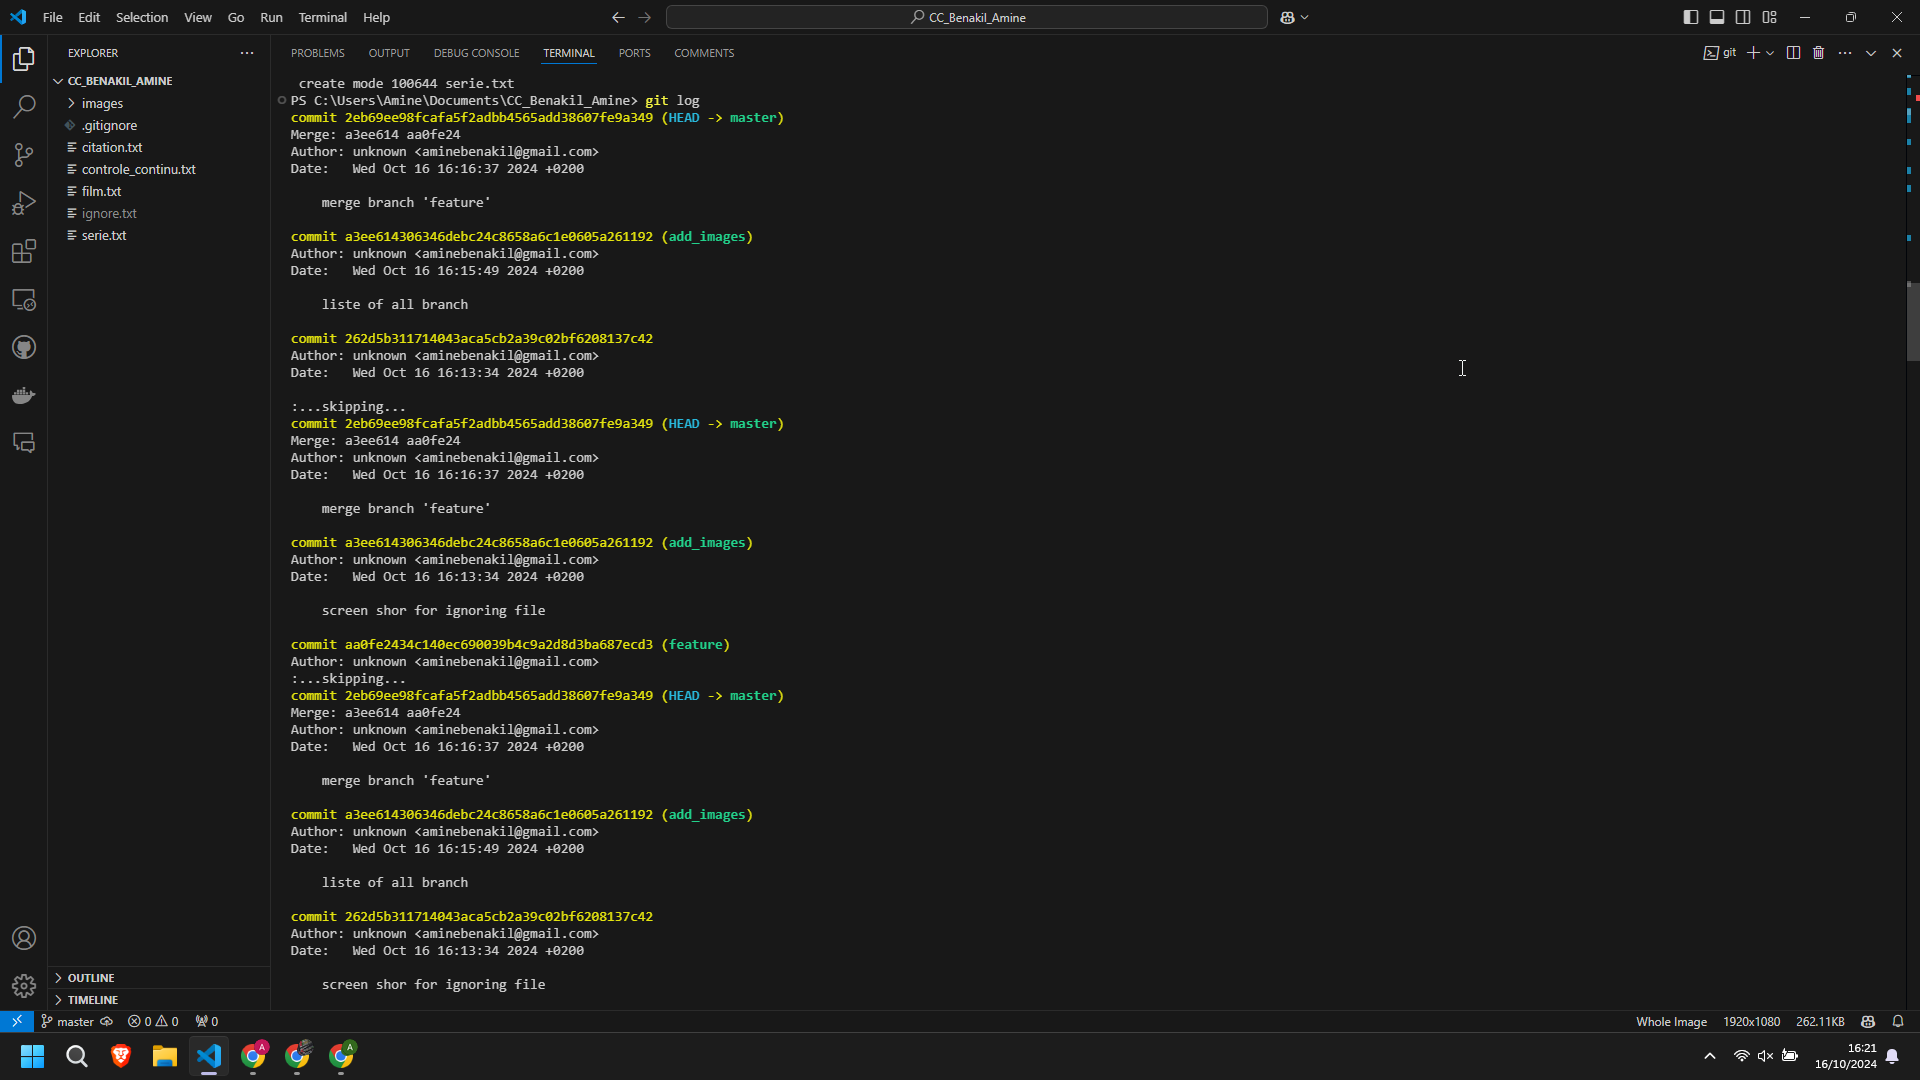 File Edit Selection View Go Run Terminal Help
CC_Benakil_Amine
EXPLORER
CC_BENAKIL_AMINE
images
.gitignore
citation.txt
controle_continu.txt
film.txt
ignore.txt
serie.txt
OUTLINE
TIMELINE
PROBLEMS OUTPUT DEBUG CONSOLE TERMINAL PORTS COMMENTS
git
create mode 100644 serie.txt
PS C:\Users\Amine\Documents\CC_Benakil_Amine> git log
commit 2eb69ee98fcafa5f2adbb4565add38607fe9a349 (HEAD -> master)
Merge: a3ee614 aa0fe24
Author: unknown <aminebenakil@gmail.com>
Date:   Wed Oct 16 16:16:37 2024 +0200
merge branch 'feature'
commit a3ee614306346debc24c8658a6c1e0605a261192 (add_images)
Author: unknown <aminebenakil@gmail.com>
Date:   Wed Oct 16 16:15:49 2024 +0200
liste of all branch
commit 262d5b311714043aca5cb2a39c02bf6208137c42
Author: unknown <aminebenakil@gmail.com>
Date:   Wed Oct 16 16:13:34 2024 +0200
:...skipping...
commit 2eb69ee98fcafa5f2adbb4565add38607fe9a349 (HEAD -> master)
Merge: a3ee614 aa0fe24
Author: unknown <aminebenakil@gmail.com>
Date:   Wed Oct 16 16:16:37 2024 +0200
merge branch 'feature'
commit a3ee614306346debc24c8658a6c1e0605a261192 (add_images)
Author: unknown <aminebenakil@gmail.com>
Date:   Wed Oct 16 16:13:34 2024 +0200
screen shor for ignoring file
commit aa0fe2434c140ec690039b4c9a2d8d3ba687ecd3 (feature)
Author: unknown <aminebenakil@gmail.com>
:...skipping...
commit 2eb69ee98fcafa5f2adbb4565add38607fe9a349 (HEAD -> master)
Merge: a3ee614 aa0fe24
Author: unknown <aminebenakil@gmail.com>
Date:   Wed Oct 16 16:16:37 2024 +0200
merge branch 'feature'
commit a3ee614306346debc24c8658a6c1e0605a261192 (add_images)
Author: unknown <aminebenakil@gmail.com>
Date:   Wed Oct 16 16:15:49 2024 +0200
liste of all branch
commit 262d5b311714043aca5cb2a39c02bf6208137c42
Author: unknown <aminebenakil@gmail.com>
Date:   Wed Oct 16 16:13:34 2024 +0200
screen shor for ignoring file
master 0 0 0
Whole Image 1920x1080 262.11KB
A A
16:21
16/10/2024